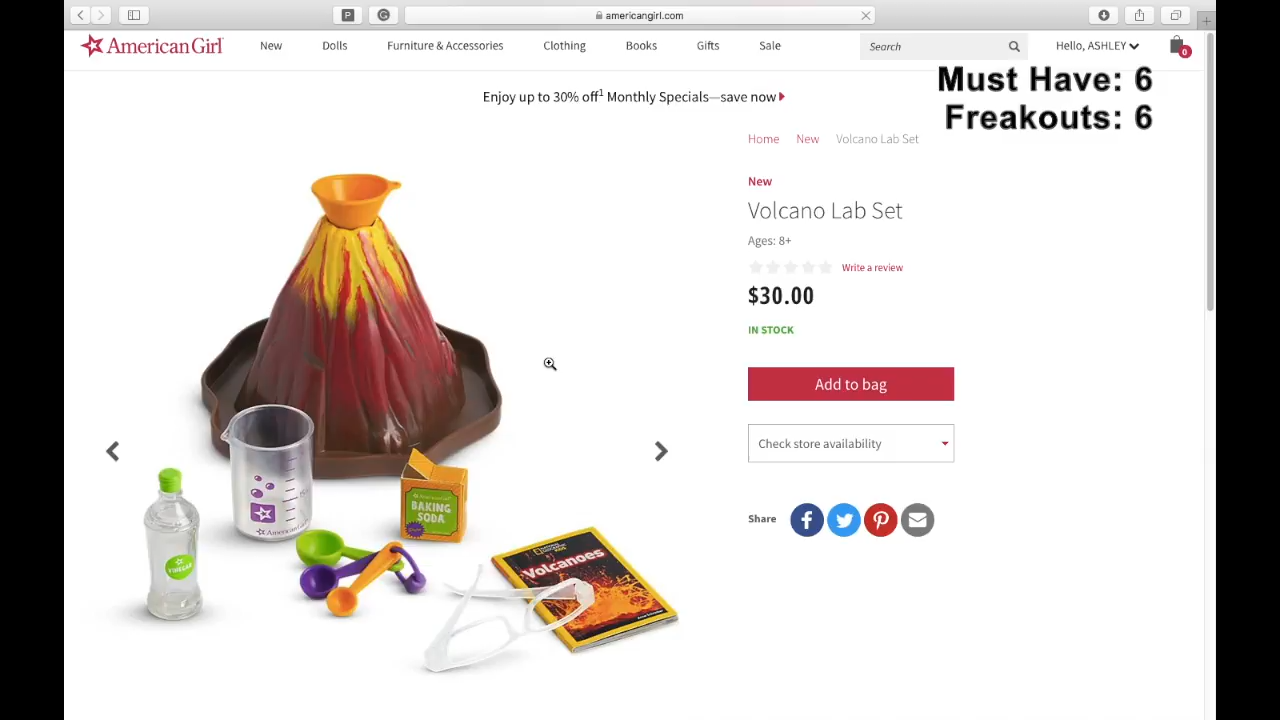 americangirl.com
American Girl
New
Dolls
Furniture & Accessories
Clothing
Books
Gifts
Sale
Search
Hello, ASHLEY
0
Must Have: 6
Freakouts: 6
Enjoy up to 30% off1 Monthly Specials—save now
Home New Volcano Lab Set
New
Volcano Lab Set
Ages: 8+
Write a review
$30.00
IN STOCK
Add to bag
Check store availability
Share
BAKING
SODA
VINEGAR
AmericanGirl
Volcanoes